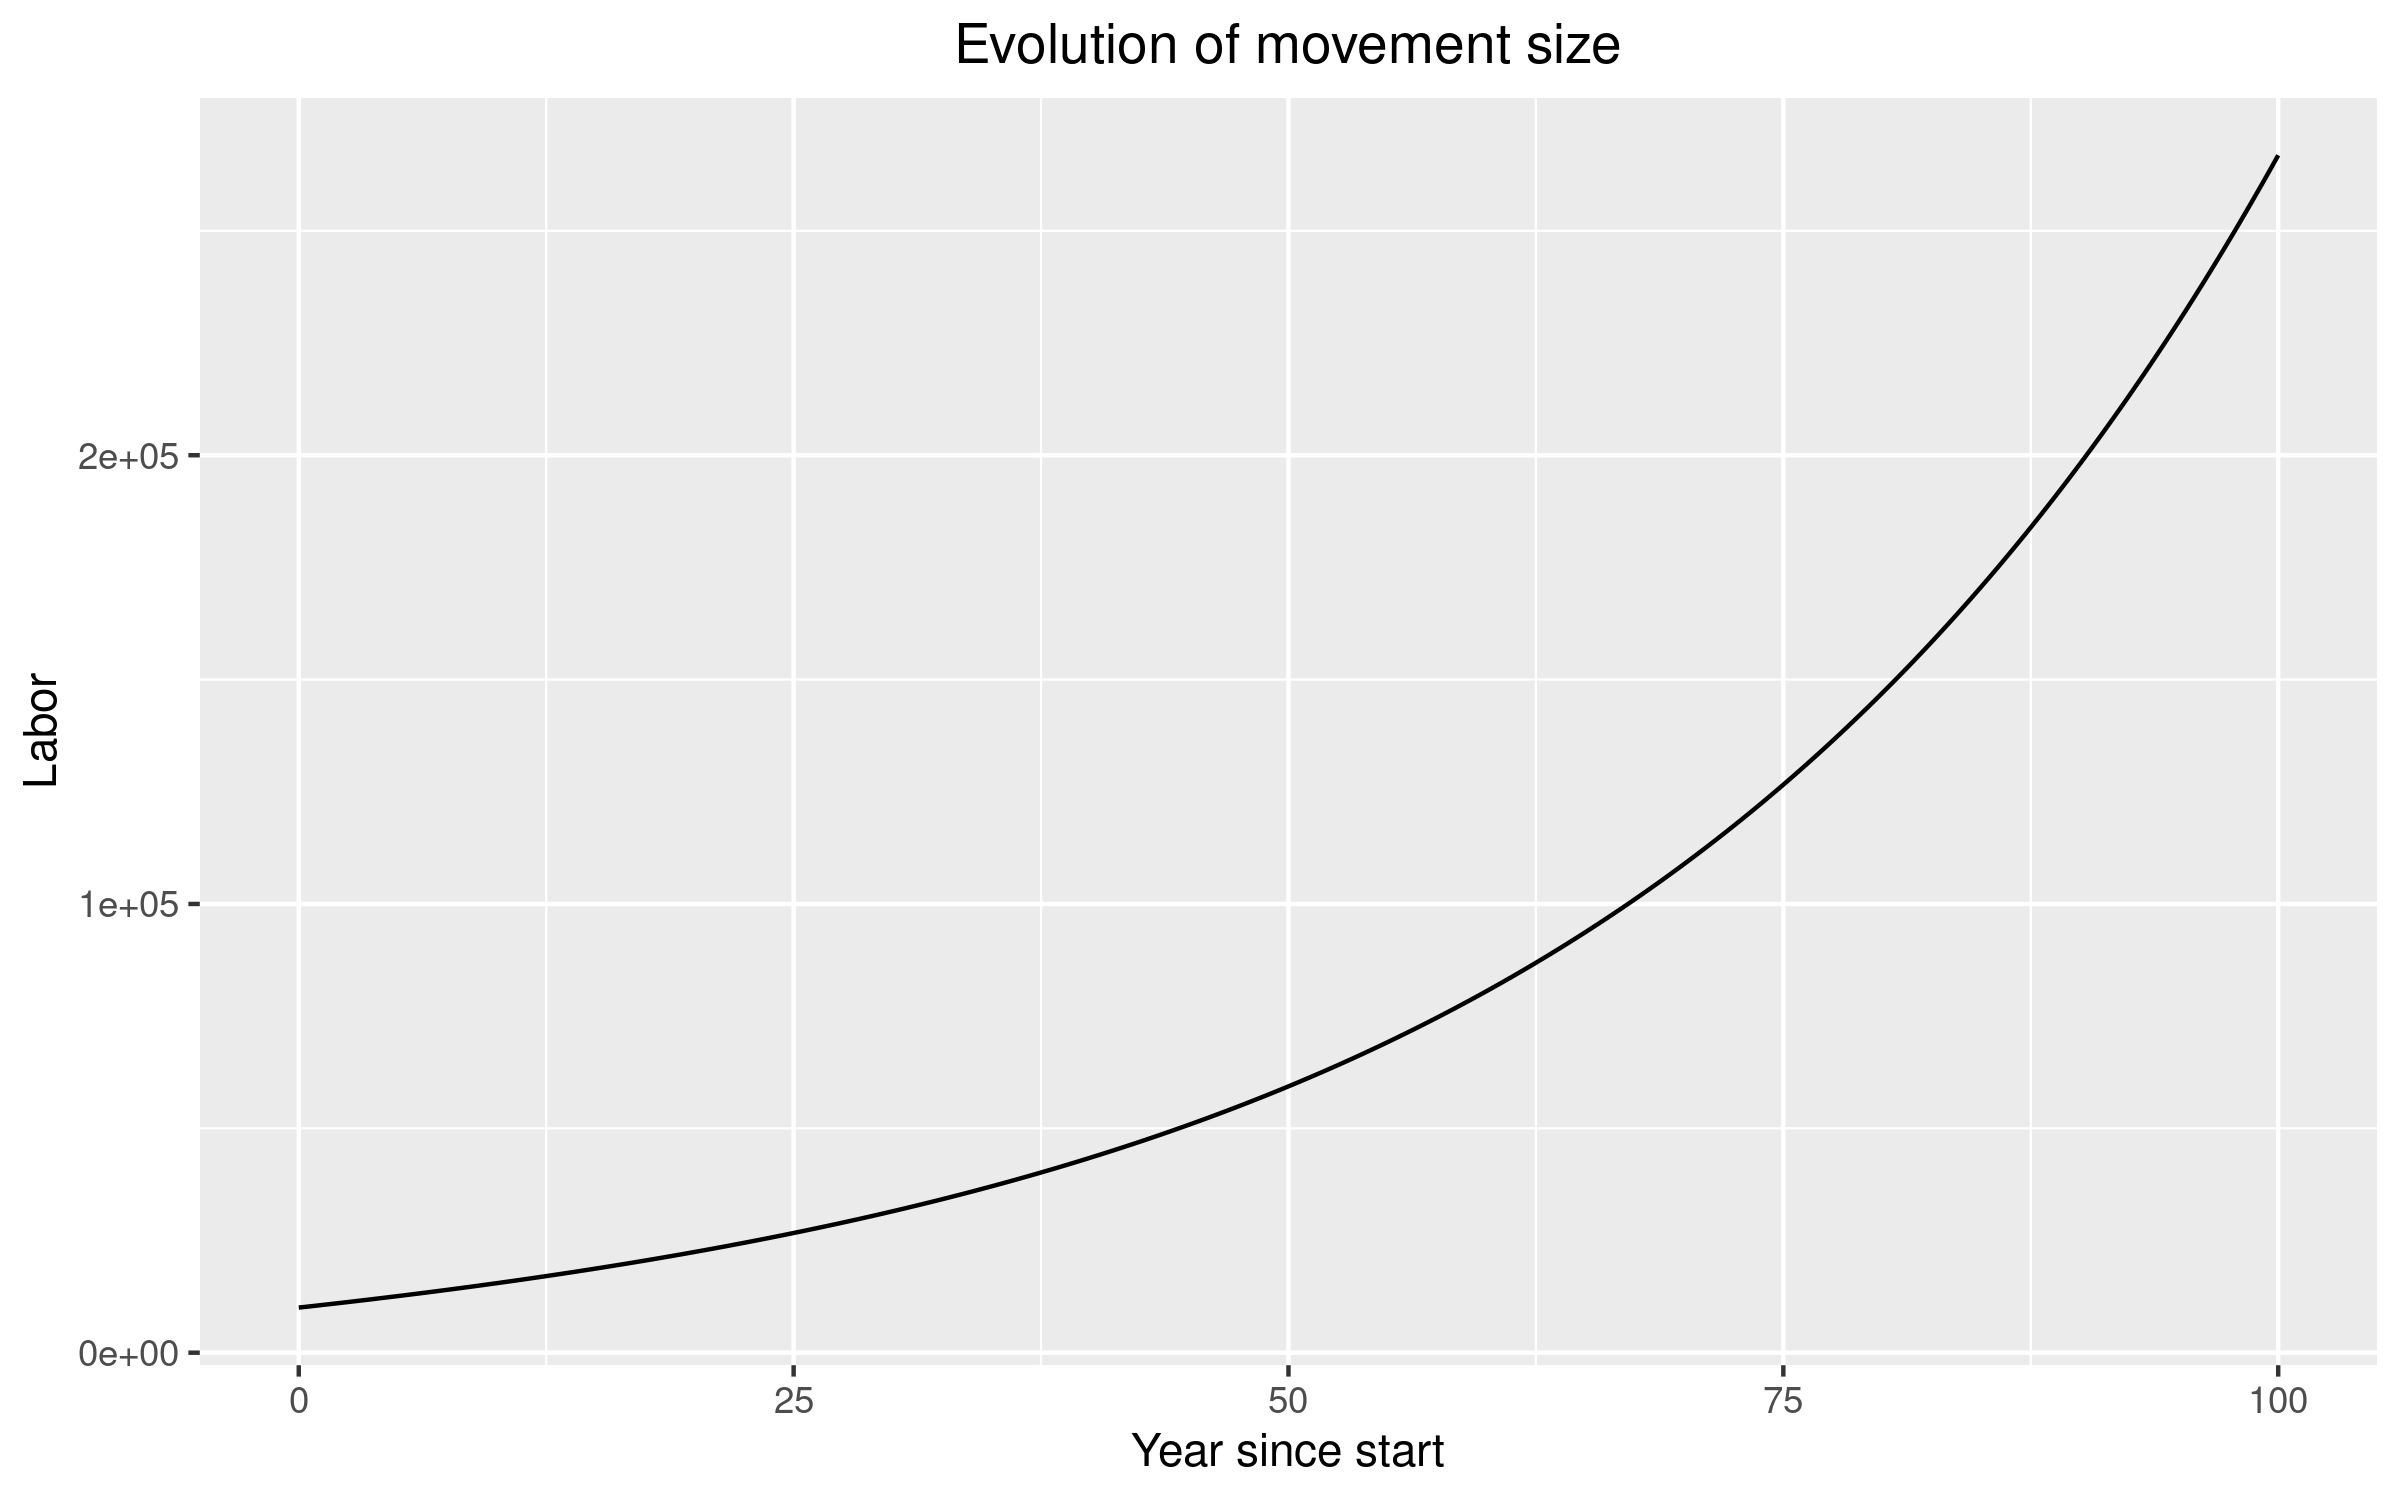 Evolution of movement size
Labor
2e+05
1e+05
0e+00
0
25
50
75
100
Year since start